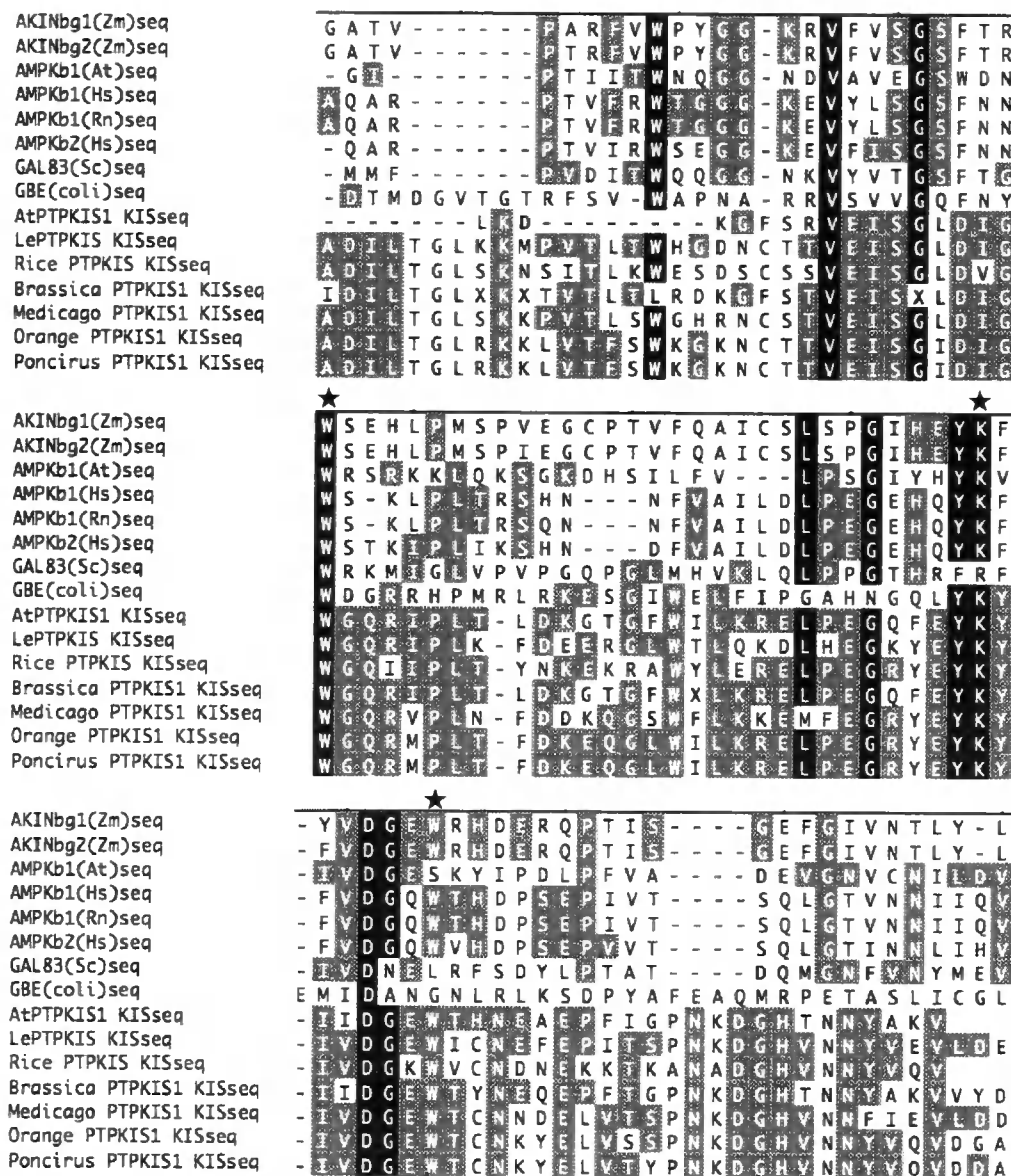 AKINbg1(Zm)seq G A T V - - - - - - P A R F V W P Y G G - K R V F V S G S F T R
AKINbg2(Zm)seq G A T V - - - - - - P T R F V W P Y G G - K R V F V S G S F T R
AMPKb1(At)seq - G I - - - - - - - P T I I T W N Q G G - N D V A V E G S W D N
AMPKb1(Hs)seq A Q A R - - - - - - P T V F R W T G G G - K E V Y L S G S F N N
AMPKb1(Rn)seq A Q A R - - - - - - P T V F R W T G G G - K E V Y L S G S F N N
AMPKb2(Hs)seq - Q A R - - - - - - P T V I R W S E G G - K E V F I S G S F N N
GAL83(Sc)seq - M M F - - - - - - P V D I T W Q Q G G - N K V Y V T G S F T G
GBE(coli)seq - D T M D G V T G T R F S V - W A P N A - R R V S V V G Q F N Y
AtPTPKIS1 KISseq - - - - - - L K D - - - - - - - - - K G F S R V E I S G L D I G
LePTPKIS KISseq A D I L T G L K K M P V T L T W H G D N C T T V E I S G L D I G
Rice PTPKIS KISseq A D I L T G L S K N S I T L K W E S D S C S S V E I S G L D V G
Brassica PTPKIS1 KISseq I D I L T G L X K X T V T L T L R D K G F S T V E I S X L D I G
Medicago PTPKIS1 KISseq A D I L T G L S K K P V T L S W G H R N C S T V E I S G L D I G
Orange PTPKIS1 KISseq A D I L T G L R K K L V T F S W K G K N C T T V E I S G I D I G
Poncirus PTPKIS1 KISseq A D I L T G L R K K L V T F S W K G K N C T T V E I S G I D I G
★ ★
AKINbg1(Zm)seq W S E H L P M S P V E G C P T V F Q A I C S L S P G I H E Y K F
AKINbg2(Zm)seq W S E H L P M S P I E G C P T V F Q A I C S L S P G I H E Y K F
AMPKb1(At)seq W R S R K K L Q K S G K D H S I L F V - - - L P S G I Y H Y K V
AMPKb1(Hs)seq W S - K L P L T R S H N - - - N F V A I L D L P E G E H Q Y K F
AMPKb1(Rn)seq W S - K L P L T R S Q N - - - N F V A I L D L P E G E H Q Y K F
AMPKb2(Hs)seq W S T K I P L I K S H N - - - D F V A I L D L P E G E H Q Y K F
GAL83(Sc)seq W R K M I G L V P V P G Q P G L M H V K L Q L P P G T H R F R F
GBE(coli)seq W D G R R H P M R L R K E S G I W E L F I P G A H N G Q L Y K Y
AtPTPKIS1 KISseq W G Q R I P L T - L D K G T G F W I L K R E L P E G Q F E Y K Y
LePTPKIS KISseq W G Q R I P L K - F D E E R G L W T L Q K D L H E G K Y E Y K Y
Rice PTPKIS KISseq W G Q I I P L T - Y N K E K R A W Y L E R E L P E G R Y E Y K Y
Brassica PTPKIS1 KISseq W G Q R I P L T - L D K G T G F W X L K R E L P E G Q F E Y K Y
Medicago PTPKIS1 KISseq W G Q R V P L N - F D D K Q G S W F L K K E M F E G R Y E Y K Y
Orange PTPKIS1 KISseq W G Q R M P L T - F D K E Q G L W I L K R E L P E G R Y E Y K Y
Poncirus PTPKIS1 KISseq W G Q R M P L T - F D K E Q G L W I L K R E L P E G R Y E Y K Y
★
AKINbg1(Zm)seq - Y V D G E W R H D E R Q P T I S - - - - G E F G I V N T L Y - L
AKINbg2(Zm)seq - F V D G E W R H D E R Q P T I S - - - - G E F G I V N T L Y - L
AMPKb1(At)seq - I V D G E S K Y I P D L P F V A - - - - D E V G N V C N I L D V
AMPKb1(Hs)seq - F V D G Q W T H D P S E P I V T - - - - S Q L G T V N N I I Q V
AMPKb1(Rn)seq - F V D G Q W T H D P S E P I V T - - - - S Q L G T V N N I I Q V
AMPKb2(Hs)seq - F V D G Q W V H D P S E P V V T - - - - S Q L G T I N N L I H V
GAL83(Sc)seq - I V D N E L R F S D Y L P T A T - - - - D Q M G N F V N Y M E V
GBE(coli)seq E M I D A N G N L R L K S D P Y A F E A Q M R P E T A S L I C G L
AtPTPKIS1 KISseq - I I D G E W T H N E A E P F I G P N K D G H T N N Y A K V
LePTPKIS KISseq - I V D G E W I C N E F E P I T S P N K D G H V N N Y V E V L D E
Rice PTPKIS KISseq - I V D G K W V C N D N E K K T K A N A D G H V N N Y V Q V
Brassica PTPKIS1 KISseq - I I D G E W T Y N E Q E P F T G P N K D G H T N N Y A K V V Y D
Medicago PTPKIS1 KISseq - I V D G E W T C N N D E L V T S P N K D G H V N N F I E V L D D
Orange PTPKIS1 KISseq - I V D G E W T C N K Y E L V S S P N K D G H V N N Y V Q V D G A
Poncirus PTPKIS1 KISseq - I V D G E W T C N K Y E L V T Y P N K D G H V N N Y V Q V D D A